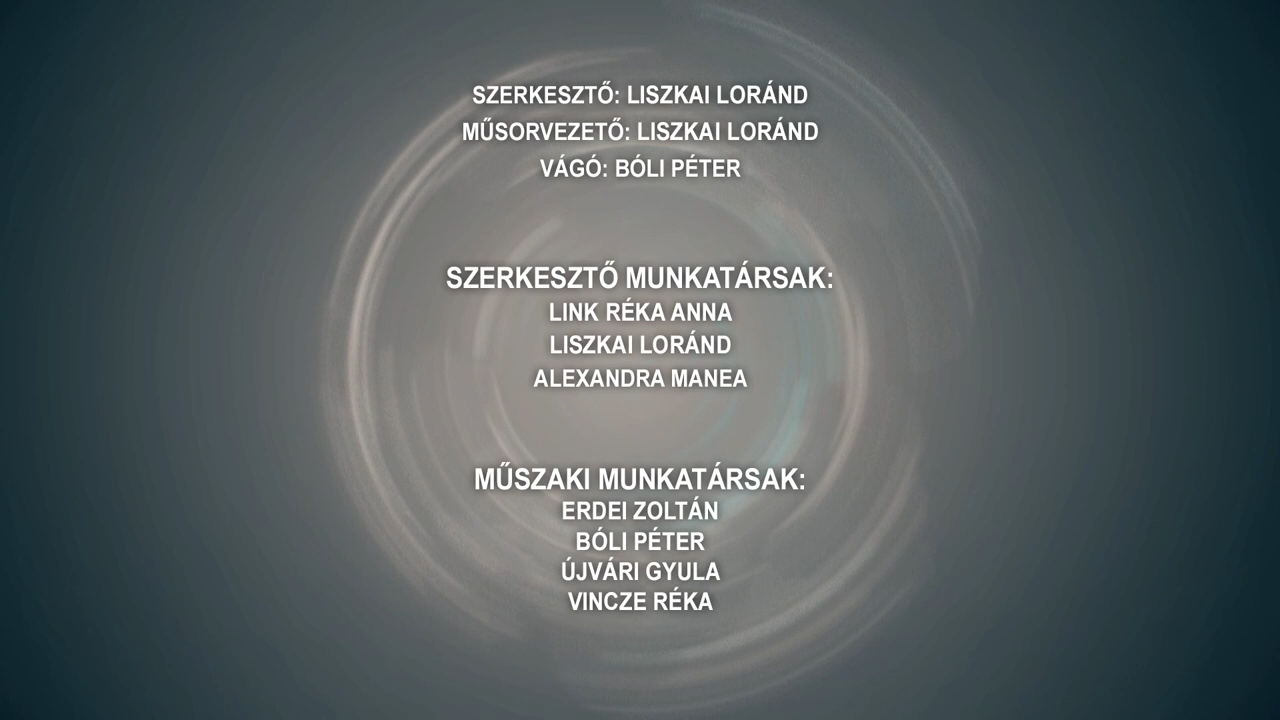 SZERKESZTŐ: LISZKAI LORÁND
MŰSORVEZETŐ: LISZKAI LORÁND
VÁGÓ: BÓLI PÉTER
SZERKESZTŐ MUNKATÁRSAK:
LINK RÉKA ANNA
LISZKAI LORÁND
ALEXANDRA MANEA
MŰSZAKI MUNKATÁRSAK:
ERDEI ZOLTÁN
BÓLI PÉTER
ÚJVÁRI GYULA
VINCZE RÉKA